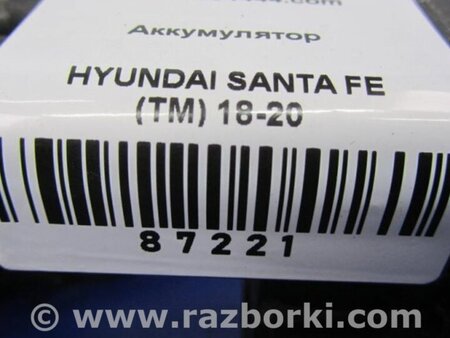 Аккумулятор
HYUNDAI SANTA FE
(TM) 18-20
87221
© www.razborki.com